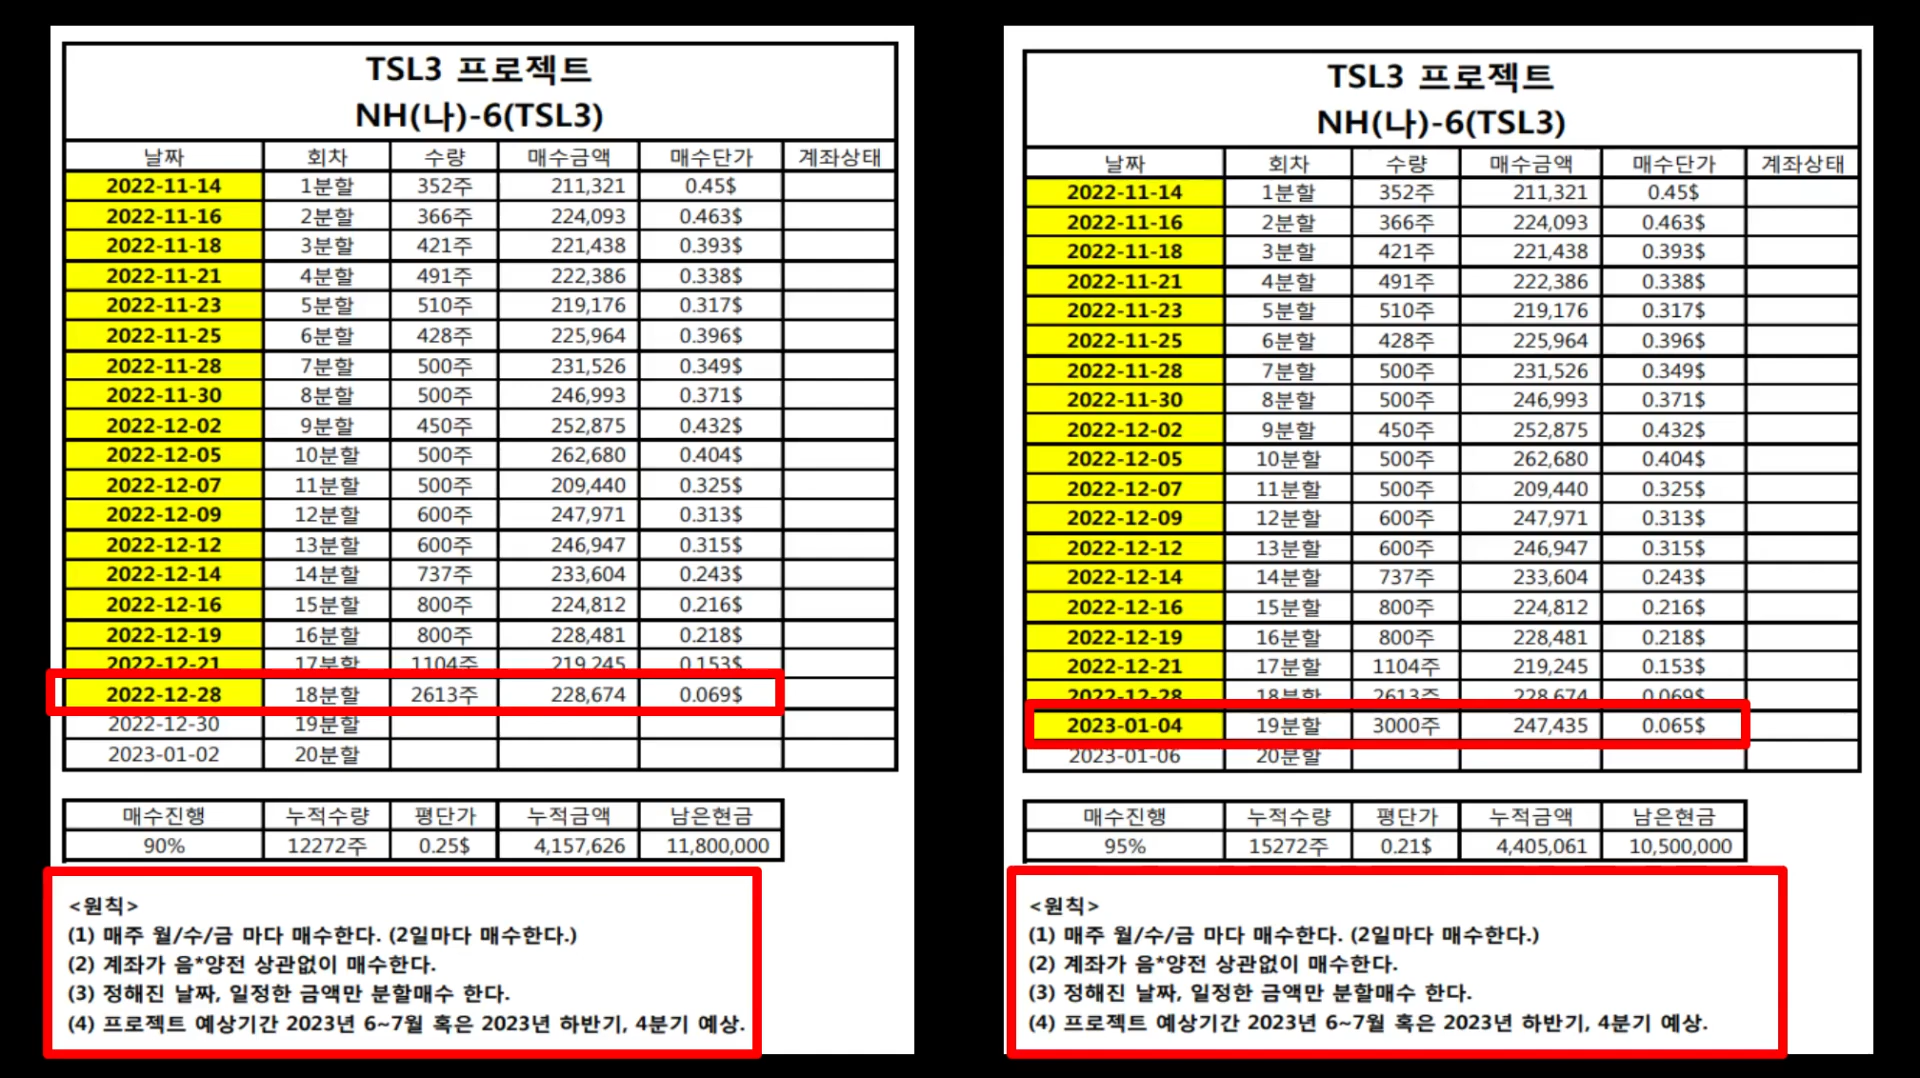 TSL3 프로젝트
NH(나)-6(TSL3)
날짜 회차 수량 매수금액 매수단가 계좌상태
2022-11-14 1분할 352주 211,321 0.45$
2022-11-16 2분할 366주 224,093 0.463$
2022-11-18 3분할 421주 221,438 0.393$
2022-11-21 4분할 491주 222,386 0.338$
2022-11-23 5분할 510주 219,176 0.317$
2022-11-25 6분할 428주 225,964 0.396$
2022-11-28 7분할 500주 231,526 0.349$
2022-11-30 8분할 500주 246,993 0.371$
2022-12-02 9분할 450주 252,875 0.432$
2022-12-05 10분할 500주 262,680 0.404$
2022-12-07 11분할 500주 209,440 0.325$
2022-12-09 12분할 600주 247,971 0.313$
2022-12-12 13분할 600주 246,947 0.315$
2022-12-14 14분할 737주 233,604 0.243$
2022-12-16 15분할 800주 224,812 0.216$
2022-12-19 16분할 800주 228,481 0.218$
2022-12-21 17분할 1104주 219,245 0.153$
2022-12-28 18분할 2613주 228,674 0.069$
2022-12-30 19분할
2023-01-02 20분할
매수진행 누적수량 평단가 누적금액 남은현금
90% 12272주 0.25$ 4,157,626 11,800,000
<원칙>
(1) 매주 월/수/금 마다 매수한다. (2일마다 매수한다.)
(2) 계좌가 음*양전 상관없이 매수한다.
(3) 정해진 날짜, 일정한 금액만 분할매수 한다.
(4) 프로젝트 예상기간 2023년 6~7월 혹은 2023년 하반기, 4분기 예상.
TSL3 프로젝트
NH(나)-6(TSL3)
날짜 회차 수량 매수금액 매수단가 계좌상태
2022-11-14 1분할 352주 211,321 0.45$
2022-11-16 2분할 366주 224,093 0.463$
2022-11-18 3분할 421주 221,438 0.393$
2022-11-21 4분할 491주 222,386 0.338$
2022-11-23 5분할 510주 219,176 0.317$
2022-11-25 6분할 428주 225,964 0.396$
2022-11-28 7분할 500주 231,526 0.349$
2022-11-30 8분할 500주 246,993 0.371$
2022-12-02 9분할 450주 252,875 0.432$
2022-12-05 10분할 500주 262,680 0.404$
2022-12-07 11분할 500주 209,440 0.325$
2022-12-09 12분할 600주 247,971 0.313$
2022-12-12 13분할 600주 246,947 0.315$
2022-12-14 14분할 737주 233,604 0.243$
2022-12-16 15분할 800주 224,812 0.216$
2022-12-19 16분할 800주 228,481 0.218$
2022-12-21 17분할 1104주 219,245 0.153$
2022-12-28 18분할 2613주 228,674 0.069$
2023-01-04 19분할 3000주 247,435 0.065$
2023-01-06 20분할
매수진행 누적수량 평단가 누적금액 남은현금
95% 15272주 0.21$ 4,405,061 10,500,000
<원칙>
(1) 매주 월/수/금 마다 매수한다. (2일마다 매수한다.)
(2) 계좌가 음*양전 상관없이 매수한다.
(3) 정해진 날짜, 일정한 금액만 분할매수 한다.
(4) 프로젝트 예상기간 2023년 6~7월 혹은 2023년 하반기, 4분기 예상.